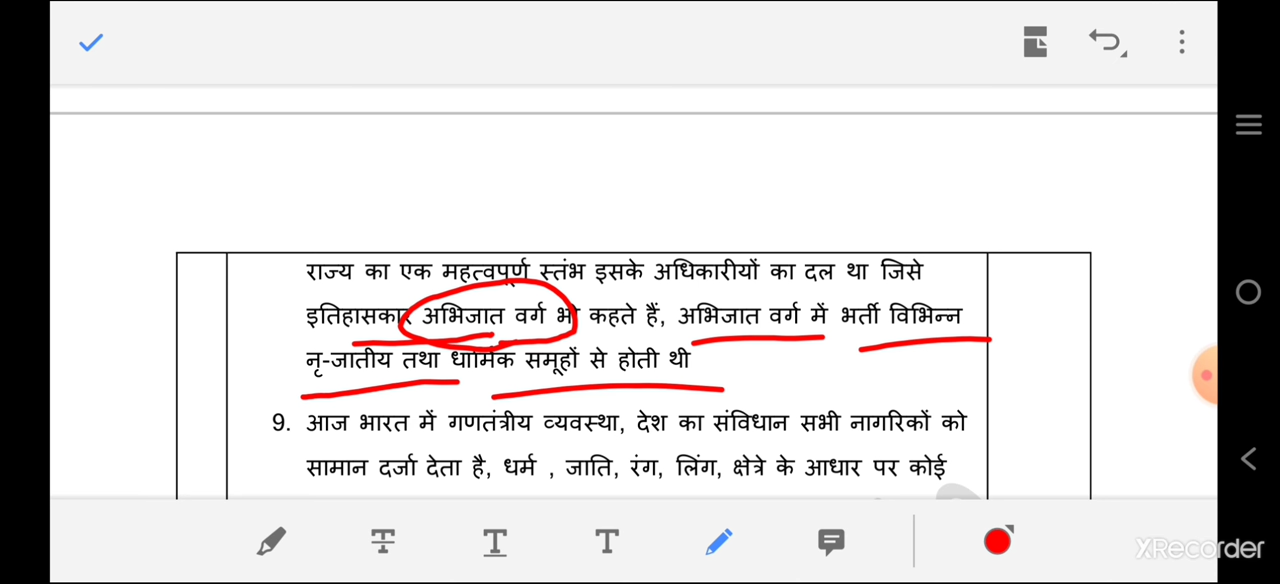 राज्य का एक महत्वपूर्ण स्तंभ इसके अधिकारीयों का दल था जिसे
इतिहासकार अभिजात वर्ग भी कहते हैं, अभिजात वर्ग में भर्ती विभिन्न
नृ-जातीय तथा धार्मिक समूहों से होती थी
9. आज भारत में गणतंत्रीय व्यवस्था, देश का संविधान सभी नागरिकों को
सामान दर्जा देता है, धर्म , जाति, रंग, लिंग, क्षेत्रे के आधार पर कोई
T T T
XRecorder